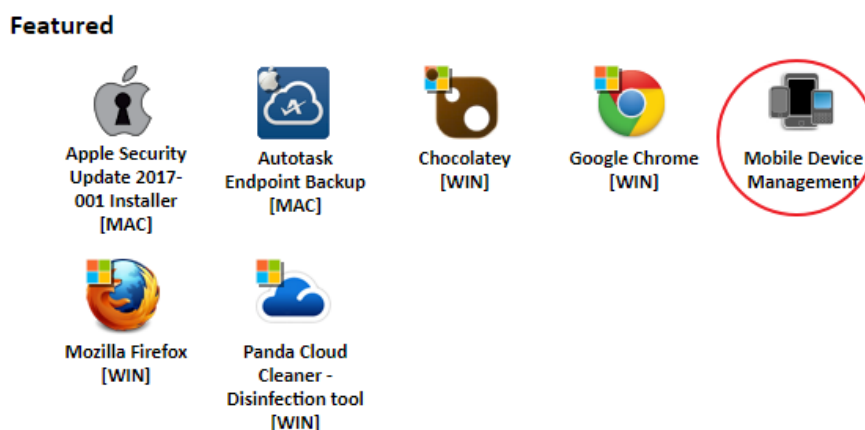 Featured
Apple Security
Update 2017-
001 Installer
[MAC]
Autotask
Endpoint Backup
[MAC]
Chocolatey
[WIN]
Google Chrome
[WIN]
Mobile Device
Management
Mozilla Firefox
[WIN]
Panda Cloud
Cleaner -
Disinfection tool
[WIN]